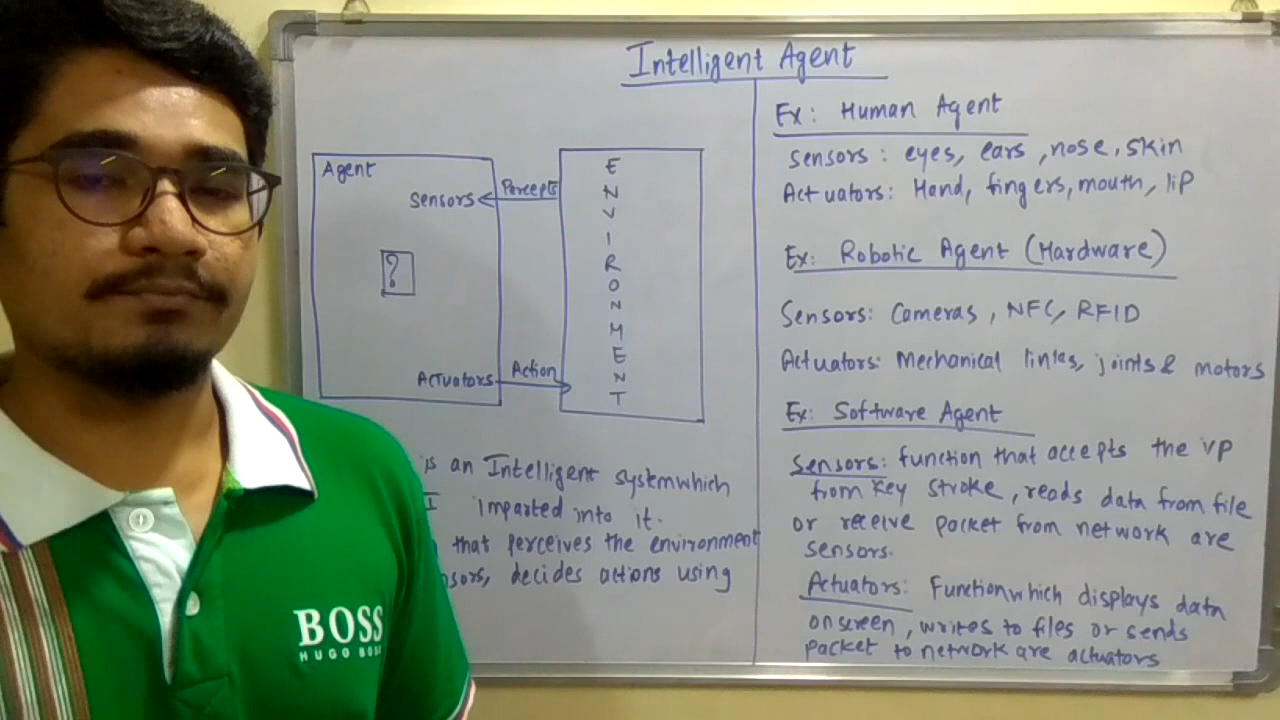 Intelligent Agent
Agent
Sensors
Percepts
?
Actuators
Action
ENVIRONMENT
is an Intelligent system which
I imparted into it.
that perceives the environment
nsors, decides actions using
Ex: Human Agent
Sensors: eyes, ears, nose, skin
Actuators: Hand, fingers, mouth, lip
Ex: Robotic Agent (Hardware)
Sensors: Cameras, NFC, RFID
Actuators: Mechanical links, joints & motors
Ex: Software Agent
Sensors: function that accepts the i/p
from key stroke, reads data from file
or receive packet from network are
sensors.
Actuators: Function which displays data
on screen, writes to files or sends
packet to network are actuators
BOSS
HUGO BOSS